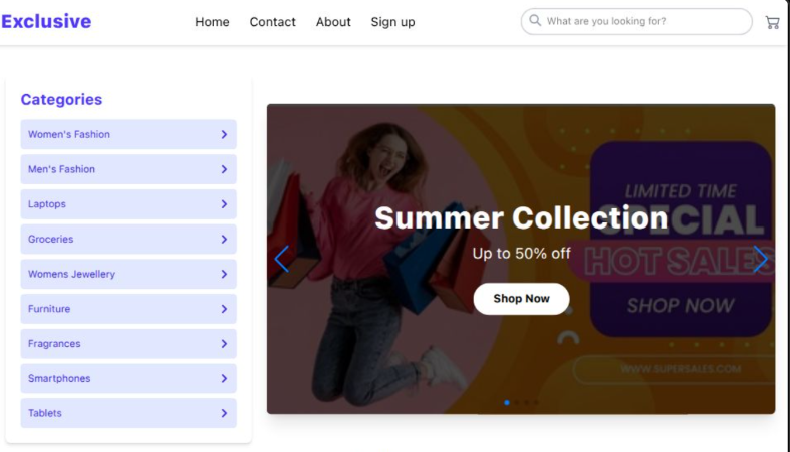 Exclusive
Home Contact About Sign up
What are you looking for?
Categories
Women's Fashion
Men's Fashion
Laptops
Groceries
Womens Jewellery
Furniture
Fragrances
Smartphones
Tablets
LIMITED TIME
SPECIAL
HOT SALES
SHOP NOW
WWW.SUPERSALES.COM
Summer Collection
Up to 50% off
Shop Now